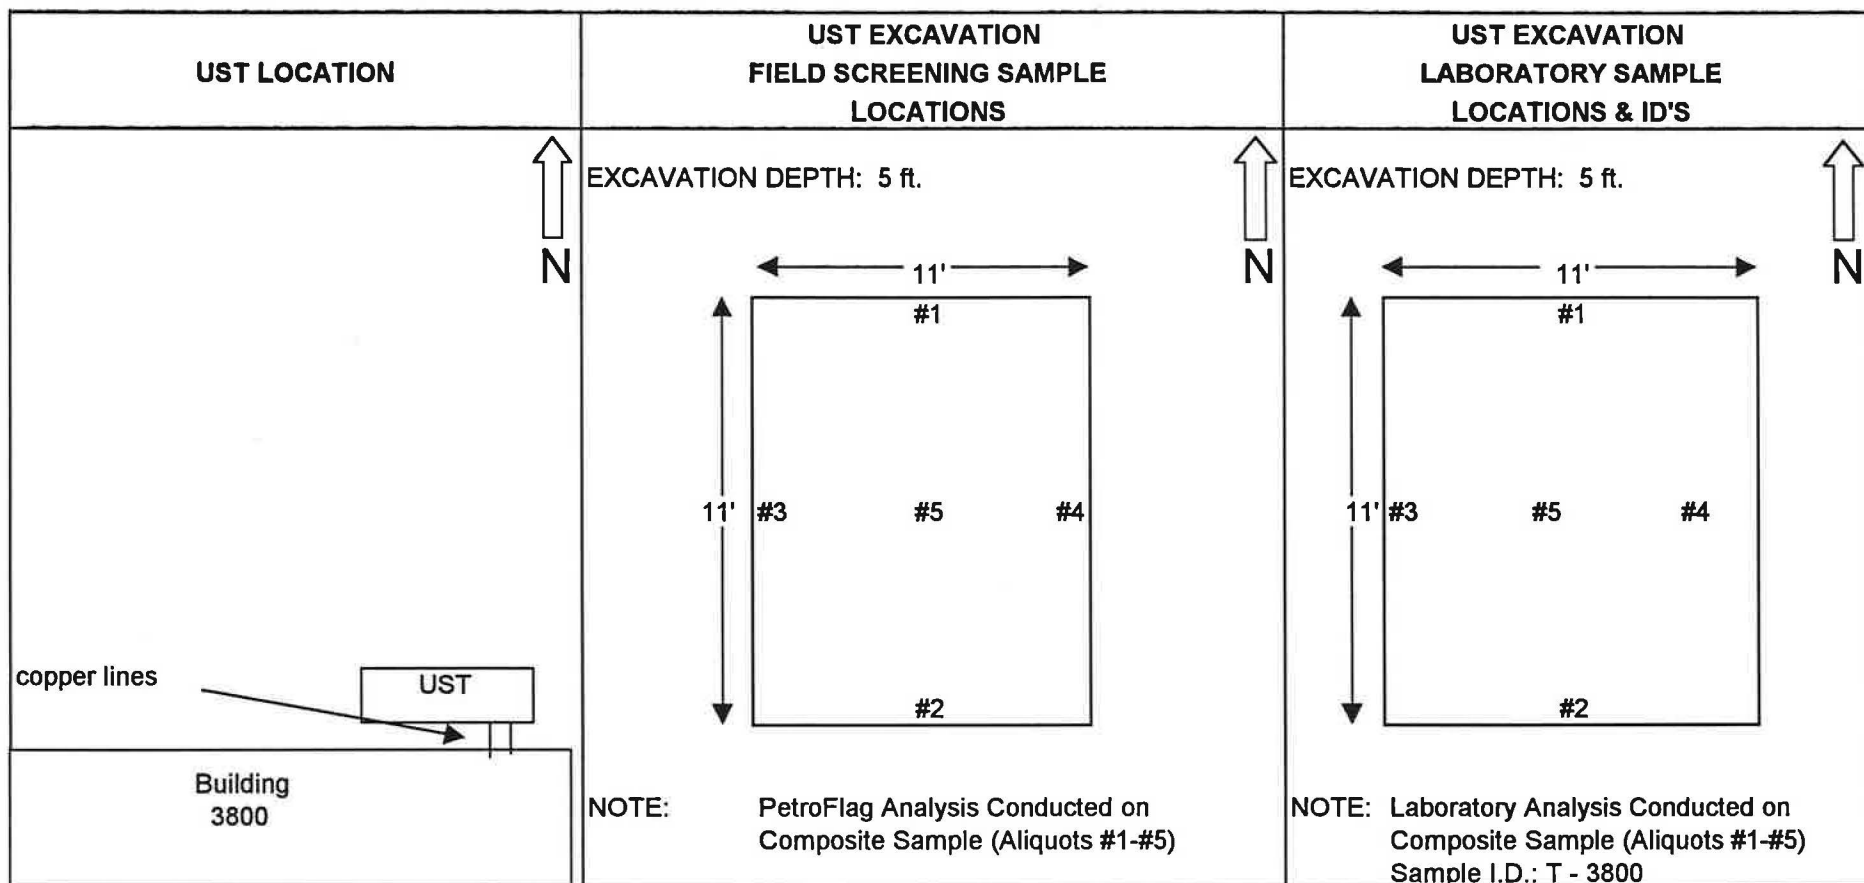 UST LOCATION
UST EXCAVATION
FIELD SCREENING SAMPLE
LOCATIONS
UST EXCAVATION
LABORATORY SAMPLE
LOCATIONS & ID'S
N
copper lines
UST
Building
3800
EXCAVATION DEPTH: 5 ft.
N
11'
#1
11'
#3
#5
#4
#2
NOTE: PetroFlag Analysis Conducted on
Composite Sample (Aliquots #1-#5)
EXCAVATION DEPTH: 5 ft.
N
11'
#1
11'
#3
#5
#4
#2
NOTE: Laboratory Analysis Conducted on
Composite Sample (Aliquots #1-#5)
Sample I.D.: T - 3800